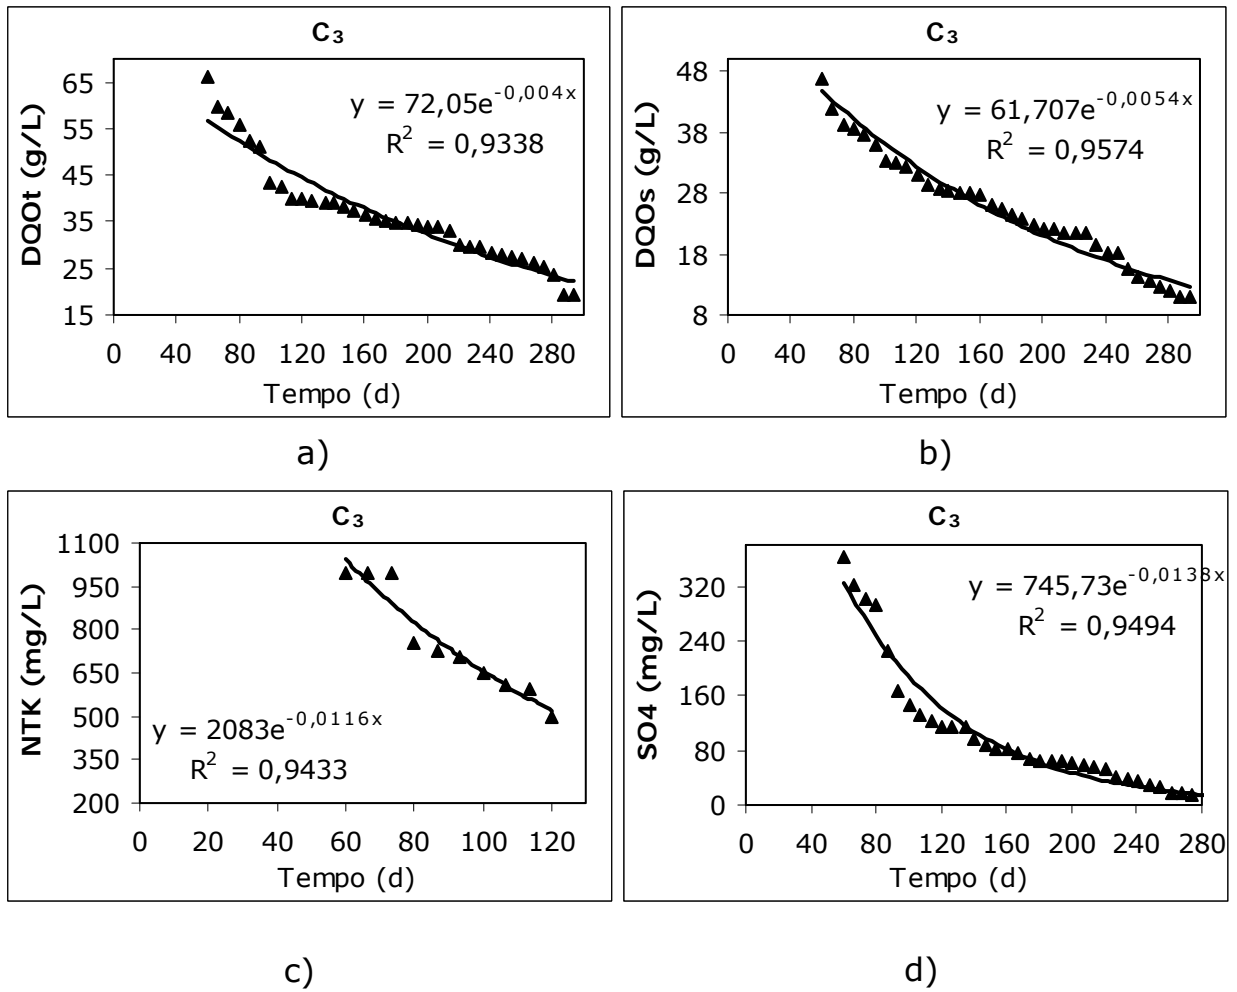 C₃
y = 72,05e⁻⁰,⁰⁰⁴ˣ
R² = 0,9338
DQOt (g/L)
65
55
45
35
25
15
0 40 80 120 160 200 240 280
Tempo (d)
a)
C₃
y = 61,707e⁻⁰,⁰⁰⁵⁴ˣ
R² = 0,9574
DQOs (g/L)
48
38
28
18
8
0 40 80 120 160 200 240 280
Tempo (d)
b)
C₃
NTK (mg/L)
1100
950
800
650
500
350
200
y = 2083e⁻⁰,⁰¹¹⁶ˣ
R² = 0,9433
0 20 40 60 80 100 120
Tempo (d)
c)
C₃
y = 745,73e⁻⁰,⁰¹³⁸ˣ
R² = 0,9494
SO4 (mg/L)
320
240
160
80
0
0 40 80 120 160 200 240 280
Tempo (d)
d)